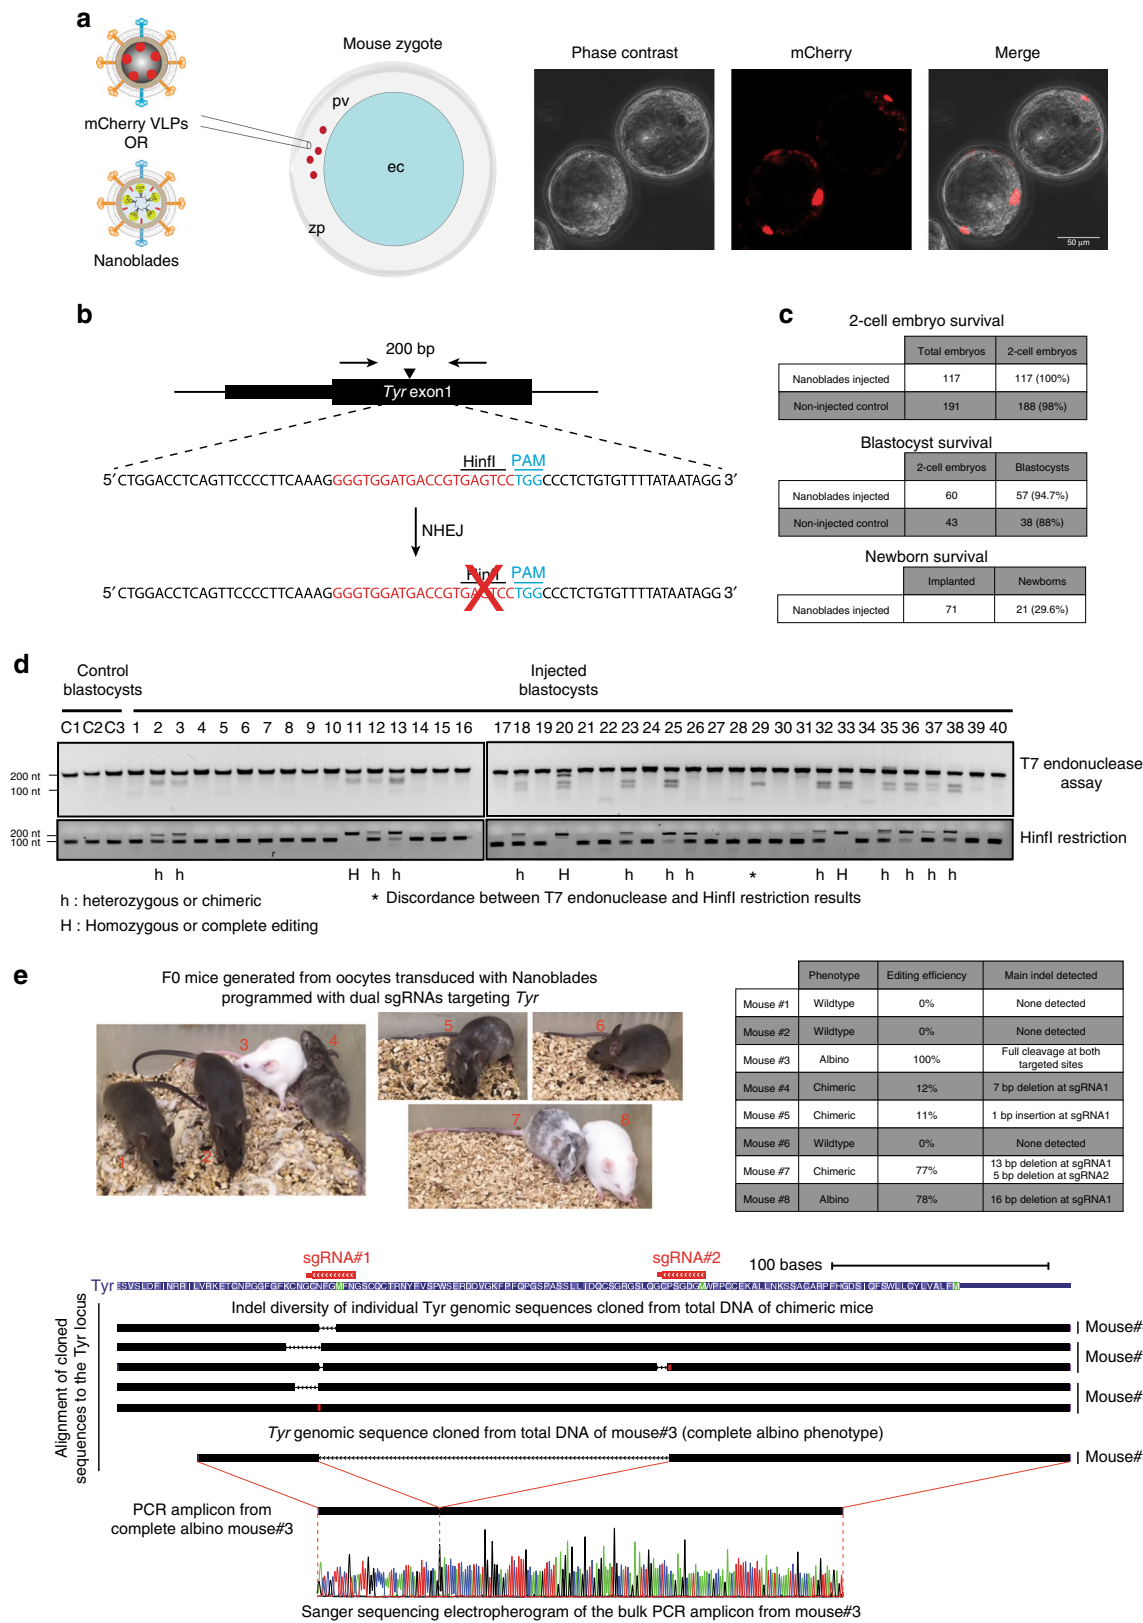 a
Mouse zygote
Phase contrast
mCherry
Merge
pv
mCherry VLPs
OR
ec
zp
Nanoblades
50 µm
b
200 bp
Tyr exon1
HinfI
PAM
5′CTGGACCTCAGTTCCCCTTCAAAGGGGTGGATGACCGTGAGTCCTGGCCCTCTGTGTTTTATAATAGG3′
NHEJ
HinfI
PAM
5′CTGGACCTCAGTTCCCCTTCAAAGGGGTGGATGACCGTGAGTCCTGGCCCTCTGTGTTTTATAATAGG3′
c
2-cell embryo survival
Total embryos
2-cell embryos
Nanoblades injected
117
117 (100%)
Non-injected control
191
188 (98%)
Blastocyst survival
2-cell embryos
Blastocysts
Nanoblades injected
60
57 (94.7%)
Non-injected control
43
38 (88%)
Newborn survival
Implanted
Newborns
Nanoblades injected
71
21 (29.6%)
d
Control
blastocysts
Injected
blastocysts
C1 C2 C3 1 2 3 4 5 6 7 8 9 10 11 12 13 14 15 16 17 18 19 20 21 22 23 24 25 26 27 28 29 30 31 32 33 34 35 36 37 38 39 40
200 nt
100 nt
T7 endonuclease
assay
200 nt
100 nt
HinfI restriction
h h H h h h H h h h * h H h h h h
h : heterozygous or chimeric
* Discordance between T7 endonuclease and HinfI restriction results
H : Homozygous or complete editing
e
F0 mice generated from oocytes transduced with Nanoblades
programmed with dual sgRNAs targeting Tyr
1
2
3
4
5
6
7
8
Phenotype
Editing efficiency
Main indel detected
Mouse #1
Wildtype
0%
None detected
Mouse #2
Wildtype
0%
None detected
Mouse #3
Albino
100%
Full cleavage at both
targeted sites
Mouse #4
Chimeric
12%
7 bp deletion at sgRNA1
Mouse #5
Chimeric
11%
1 bp insertion at sgRNA1
Mouse #6
Wildtype
0%
None detected
Mouse #7
Chimeric
77%
13 bp deletion at sgRNA1
5 bp deletion at sgRNA2
Mouse #8
Albino
78%
16 bp deletion at sgRNA1
sgRNA#1
sgRNA#2
100 bases
Tyr
Indel diversity of individual Tyr genomic sequences cloned from total DNA of chimeric mice
Alignment of cloned
sequences to the Tyr locus
Mouse#
Mouse#
Mouse#
Tyr genomic sequence cloned from total DNA of mouse#3 (complete albino phenotype)
Mouse#
PCR amplicon from
complete albino mouse#3
Sanger sequencing electropherogram of the bulk PCR amplicon from mouse#3